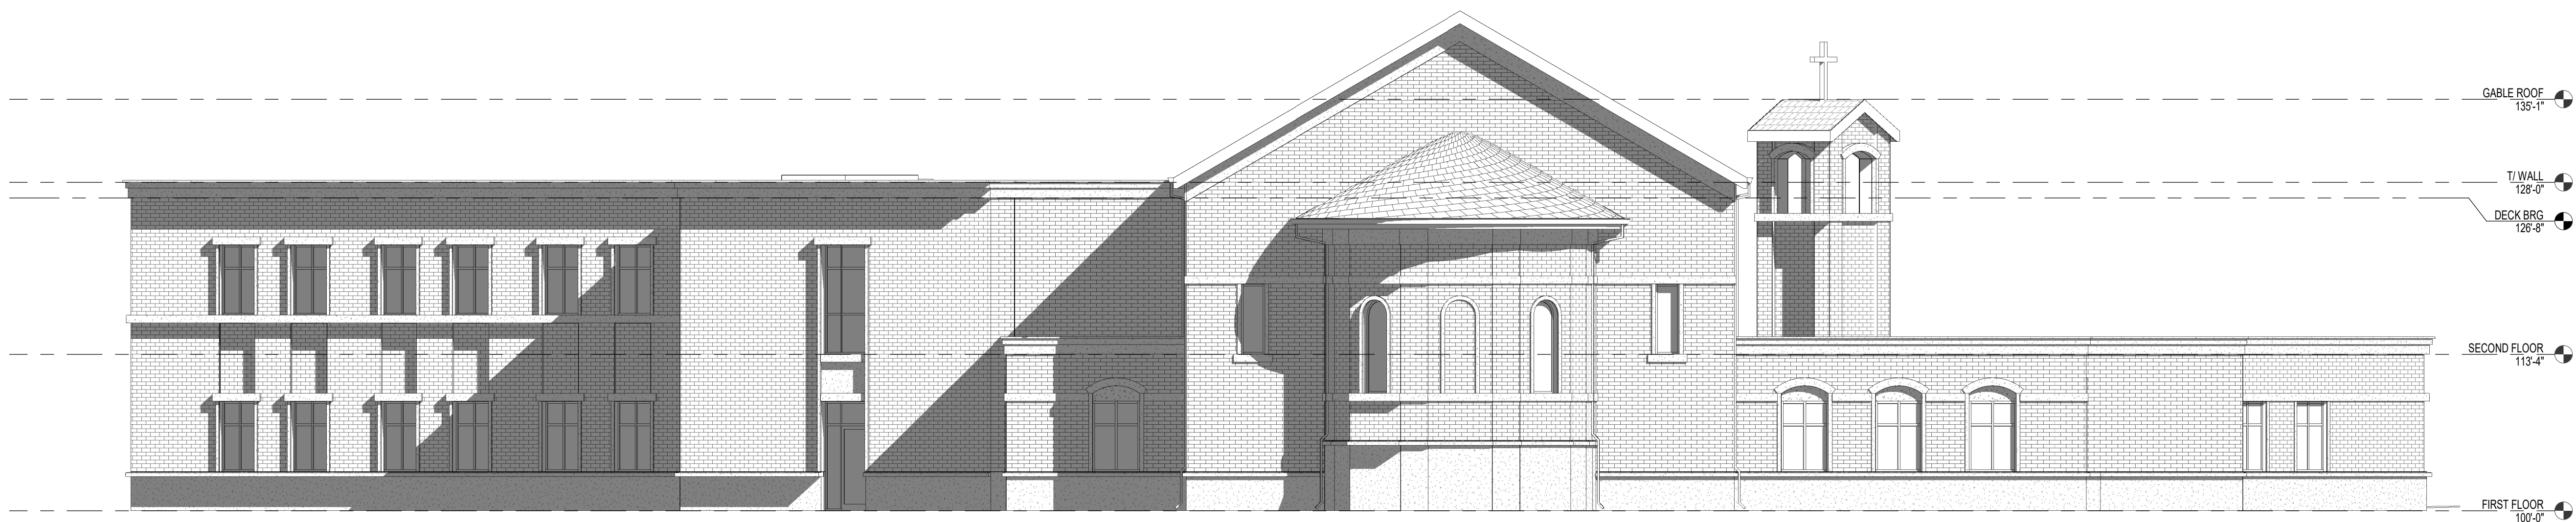 GABLE ROOF
135'-1"
T/ WALL
128'-0"
DECK BRG
126'-8"
SECOND FLOOR
113'-4"
FIRST FLOOR
100'-0"